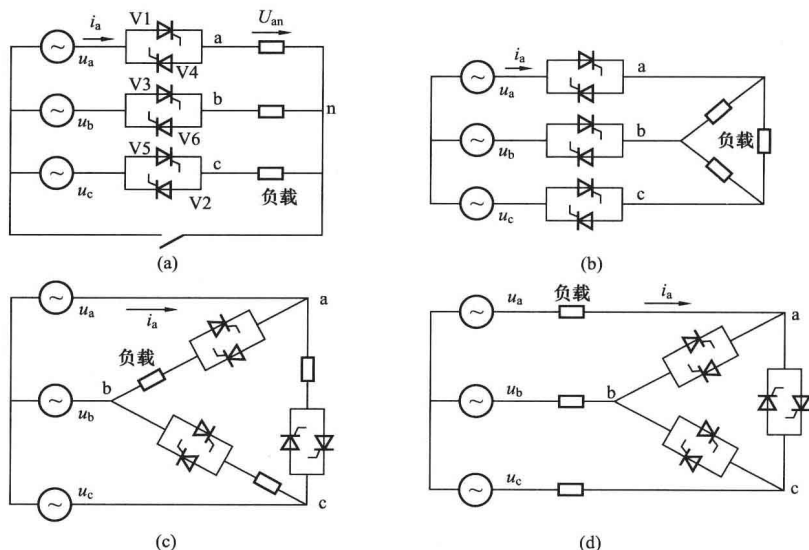 i_a V1 a U_an
u_a V4
V3 b n
u_b V6
V5 c
u_c V2 负载
(a)
i_a a
u_a
b 负载
u_b
c
u_c
(b)
a
u_a i_a
负载
b
u_b
u_c c
(c)
u_a 负载 i_a
a
u_b b
u_c c
(d)